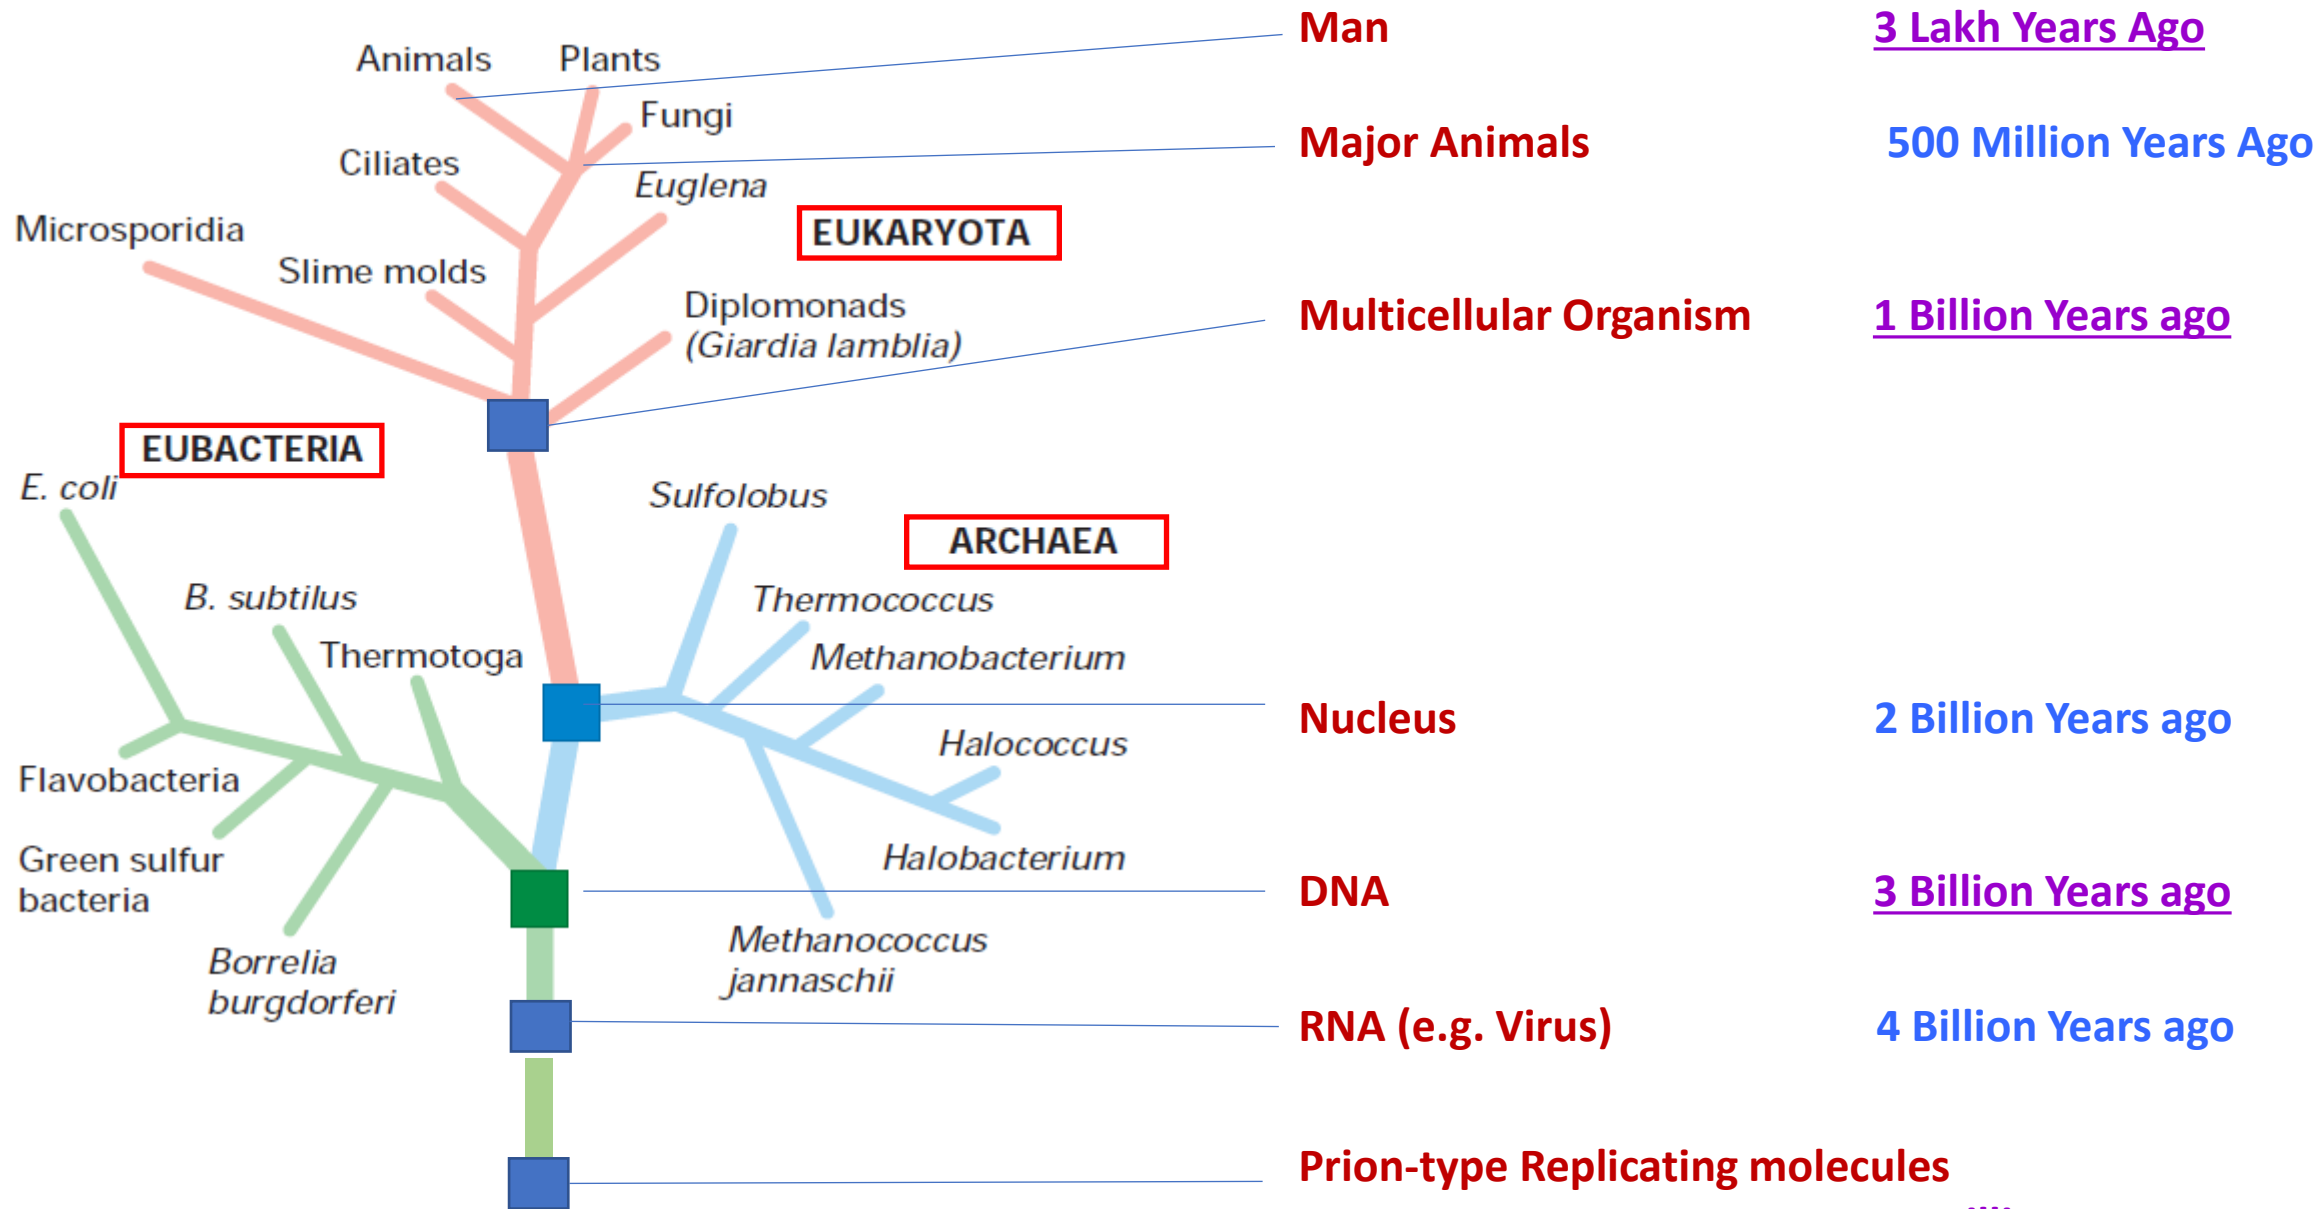 Man 3 Lakh Years Ago
Animals Plants
Fungi
Major Animals 500 Million Years Ago
Ciliates
Euglena
Microsporidia
EUKARYOTA
Slime molds
Diplomonads
(Giardia lamblia)
Multicellular Organism 1 Billion Years ago
EUBACTERIA
E. coli
Sulfolobus
ARCHAEA
B. subtilus
Thermococcus
Thermotoga
Methanobacterium
Nucleus 2 Billion Years ago
Halococcus
Flavobacteria
Green sulfur
bacteria
Halobacterium
DNA 3 Billion Years ago
Methanococcus
jannaschii
Borrelia
burgdorferi
RNA (e.g. Virus) 4 Billion Years ago
Prion-type Replicating molecules